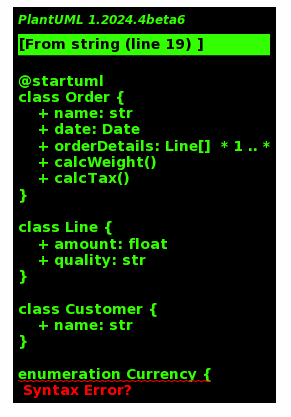 PlantUML 1.2024.4beta6
[From string (line 19) ]
@startuml
class Order {
+ name: str
+ date: Date
+ orderDetails: Line[]  * 1 .. *
+ calcWeight()
+ calcTax()
}
class Line {
+ amount: float
+ quality: str
}
class Customer {
+ name: str
}
enumeration Currency {
Syntax Error?